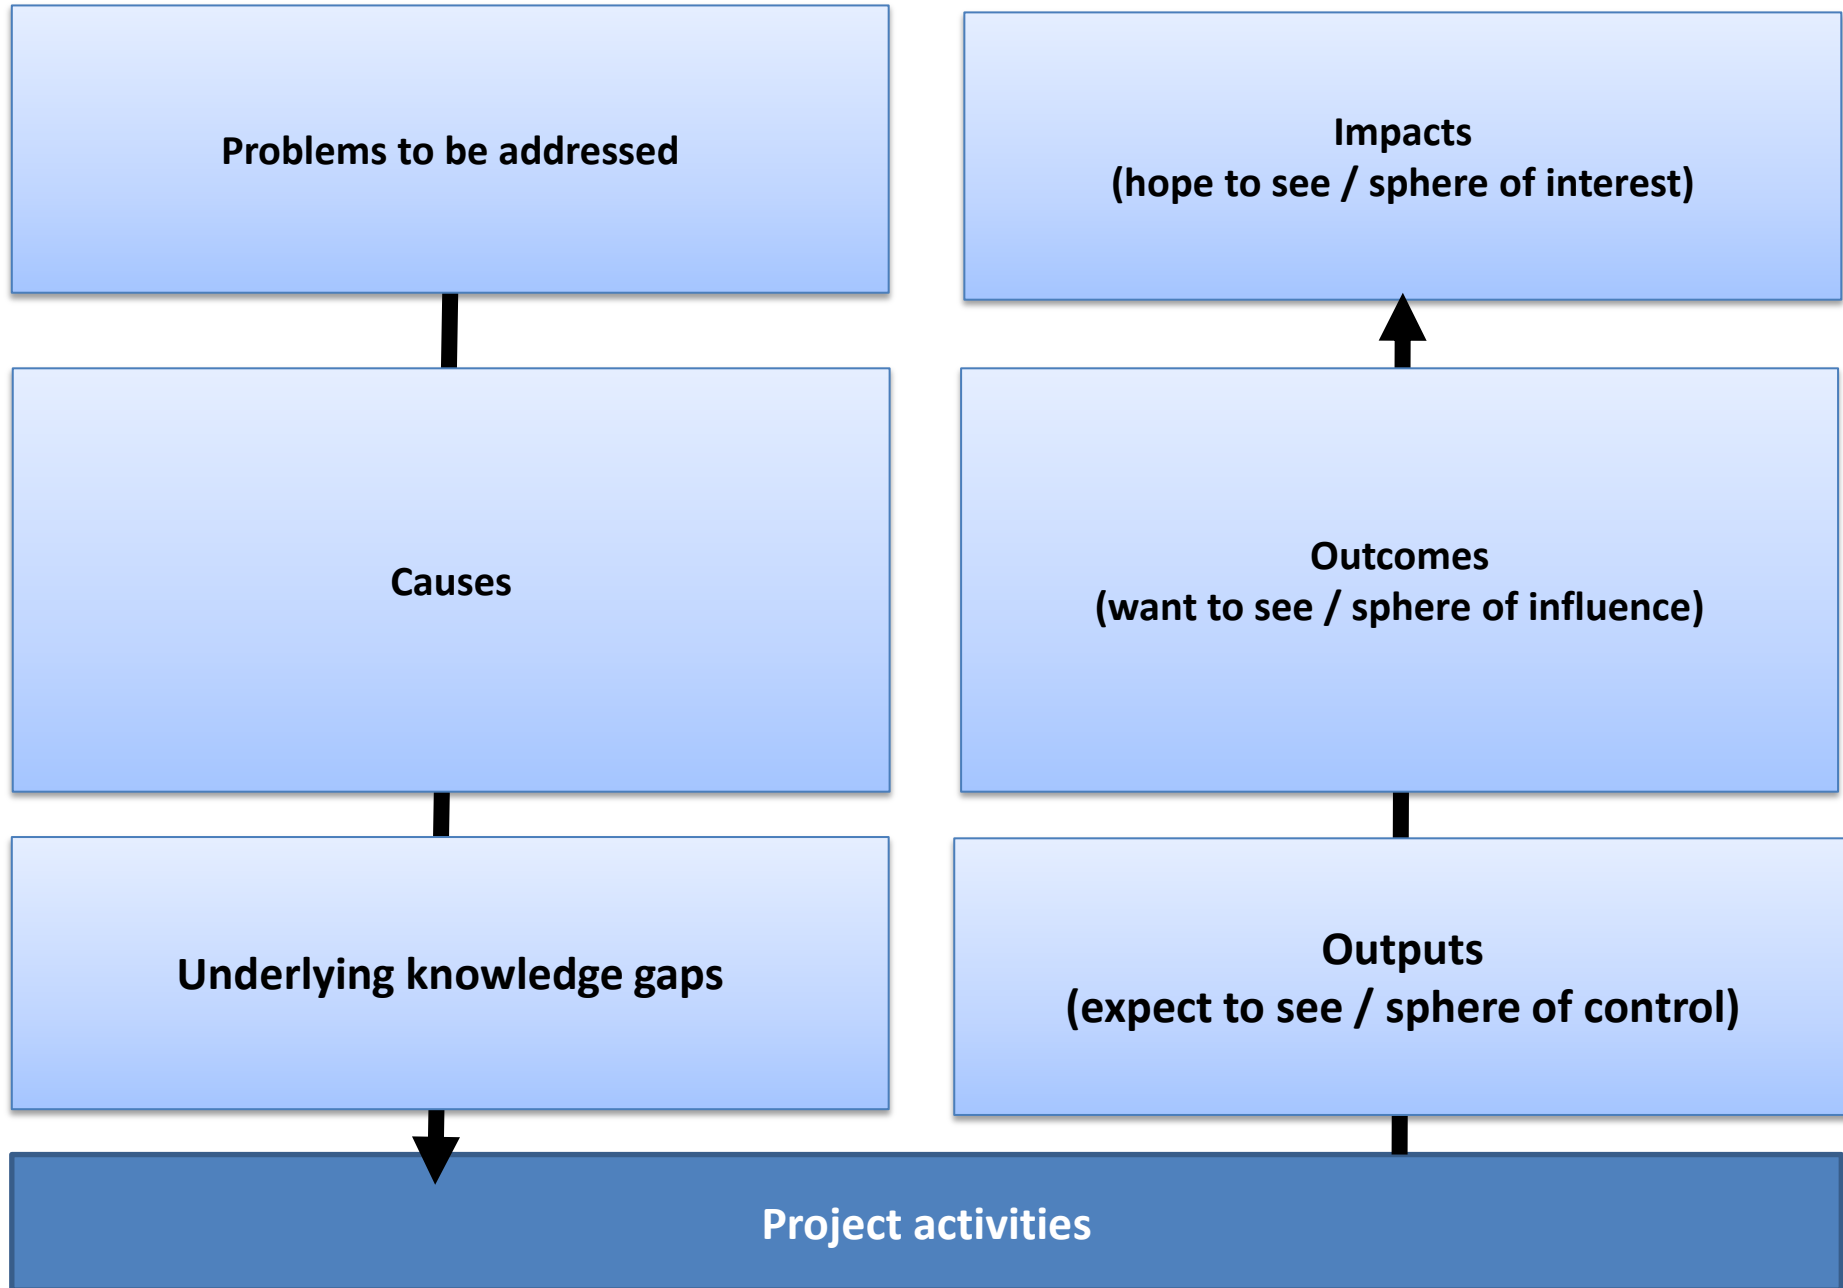 Problems to be addressed
Causes
Underlying knowledge gaps
Impacts
(hope to see / sphere of interest)
Outcomes
(want to see / sphere of influence)
Outputs
(expect to see / sphere of control)
Project activities